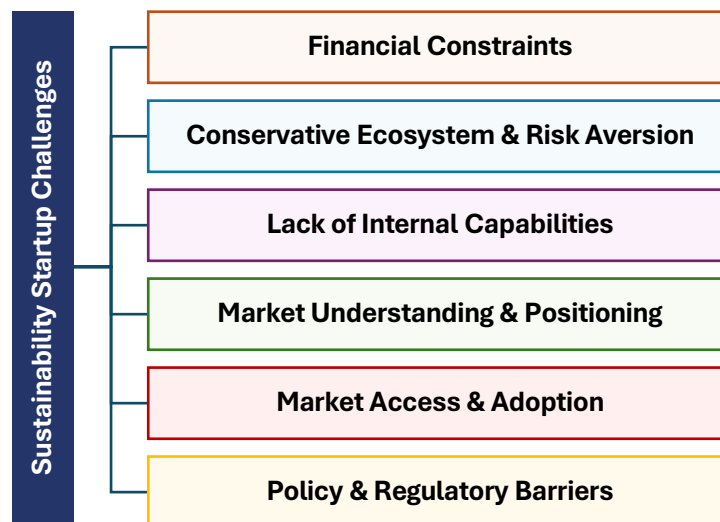 Sustainability Startup Challenges
Financial Constraints
Conservative Ecosystem & Risk Aversion
Lack of Internal Capabilities
Market Understanding & Positioning
Market Access & Adoption
Policy & Regulatory Barriers